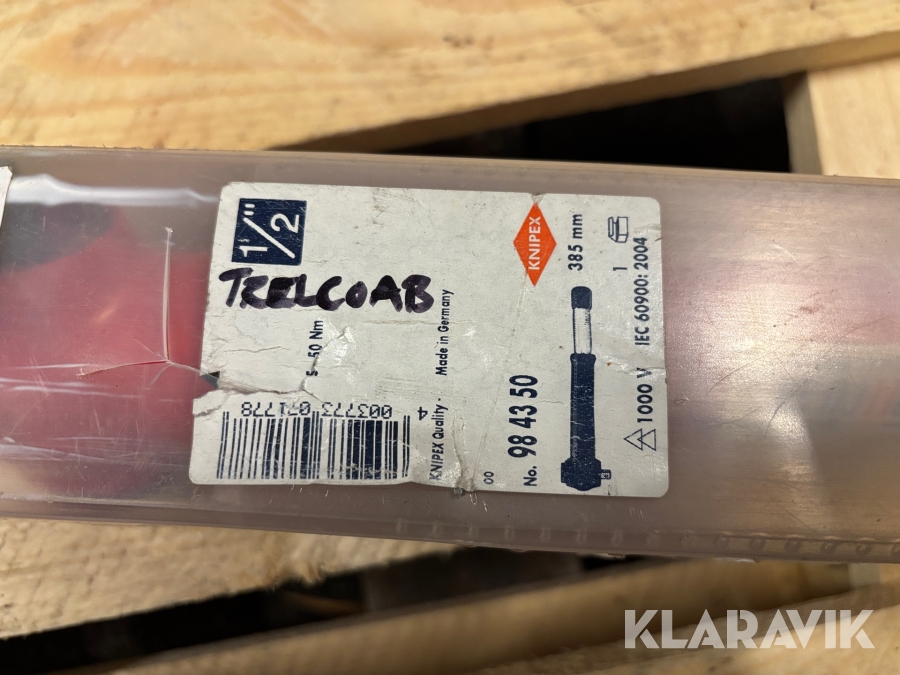 1/2"
TRELCOAB
5-50 Nm
4 003773 071778
KNIPEX Quality · Made in Germany
00
No. 98 43 50
KNIPEX
385 mm
1
1000 V IEC 60900: 2004
KLARAVIK